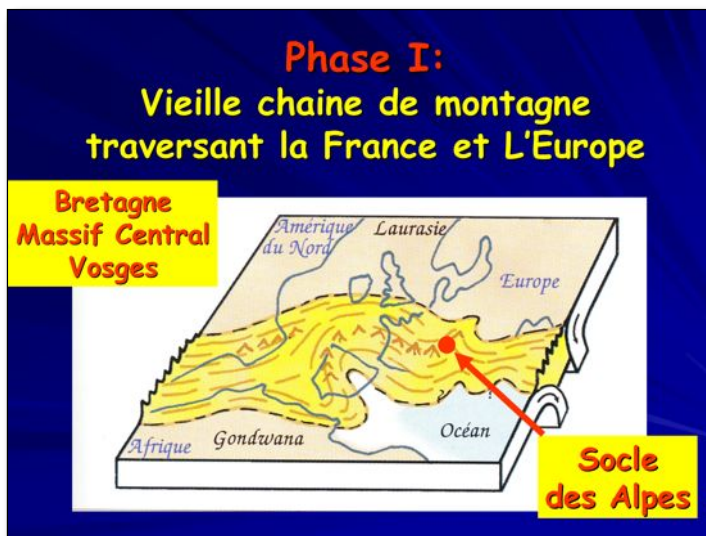 Phase I:
Vieille chaine de montagne
traversant la France et L'Europe
Bretagne
Massif Central
Vosges
Amérique
du Nord
Laurasie
Europe
Afrique
Gondwana
Océan
?
Socle
des Alpes